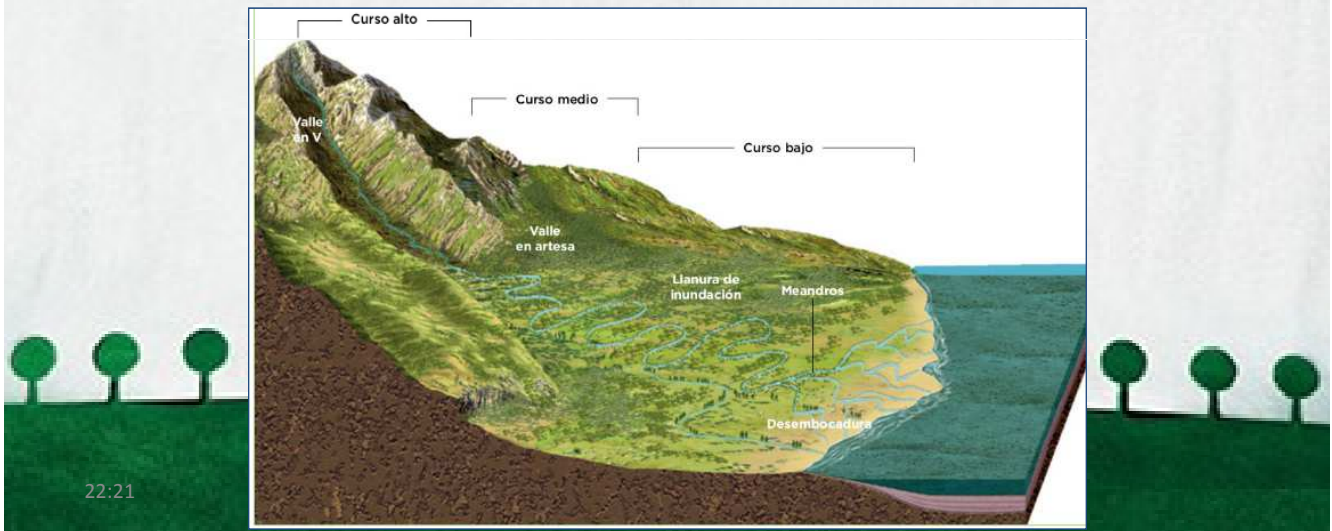 Curso alto
Curso medio
Curso bajo
Valle
en V
Valle
en artesa
Llanura de
inundación
Meandros
Desembocadura
22:21